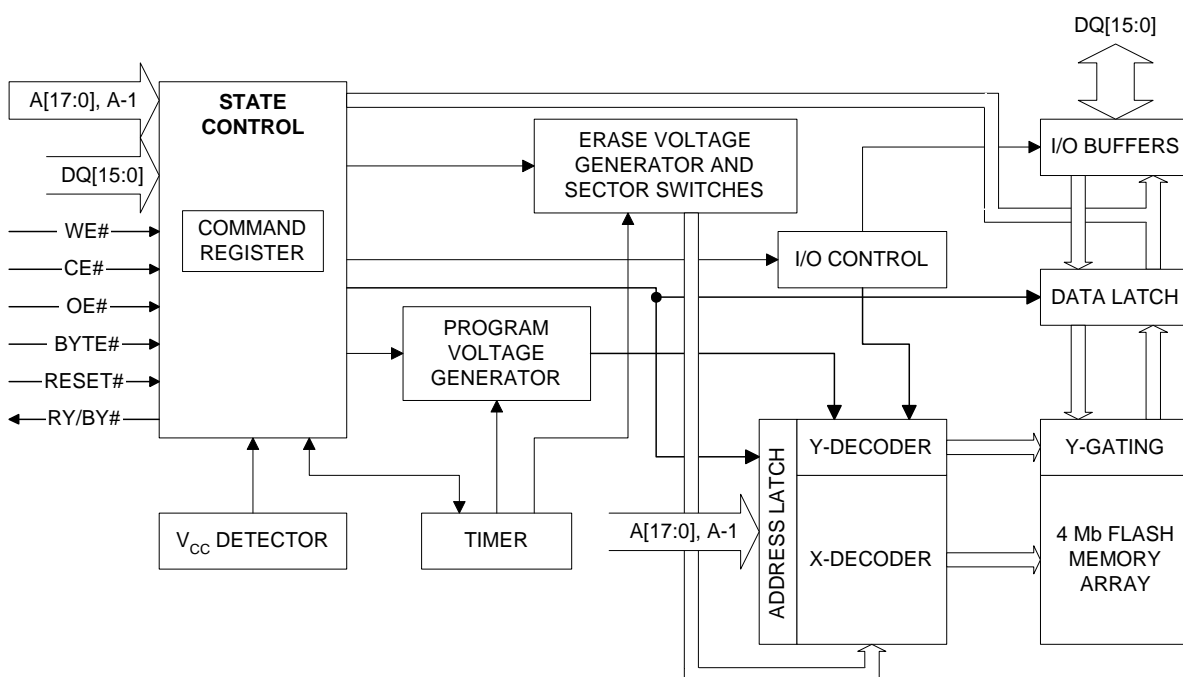 DQ[15:0]
A[17:0], A-1
STATE
CONTROL
DQ[15:0]
WE#
CE#
OE#
BYTE#
RESET#
RY/BY#
COMMAND
REGISTER
ERASE VOLTAGE
GENERATOR AND
SECTOR SWITCHES
I/O BUFFERS
I/O CONTROL
DATA LATCH
PROGRAM
VOLTAGE
GENERATOR
VCC DETECTOR
TIMER
A[17:0], A-1
ADDRESS LATCH
Y-DECODER
X-DECODER
Y-GATING
4 Mb FLASH
MEMORY
ARRAY